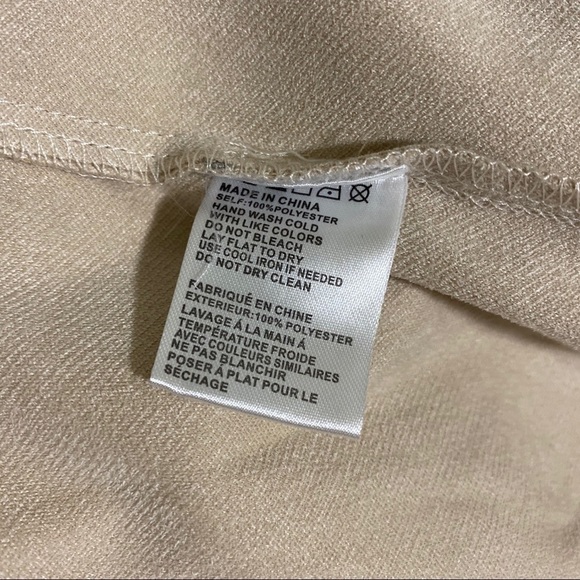 MADE IN CHINA
SELF:100%POLYESTER
HAND WASH COLD
WITH LIKE COLORS
DO NOT BLEACH
LAY FLAT TO DRY
USE COOL IRON IF NEEDED
DO NOT DRY CLEAN
FABRIQUÉ EN CHINE
EXTERIEUR:100% POLYESTER
LAVAGE À LA MAIN À
TEMPÉRATURE FROIDE
AVEC COULEURS SIMILAIRES
NE PAS BLANCHIR
POSER À PLAT POUR LE
SÉCHAGE